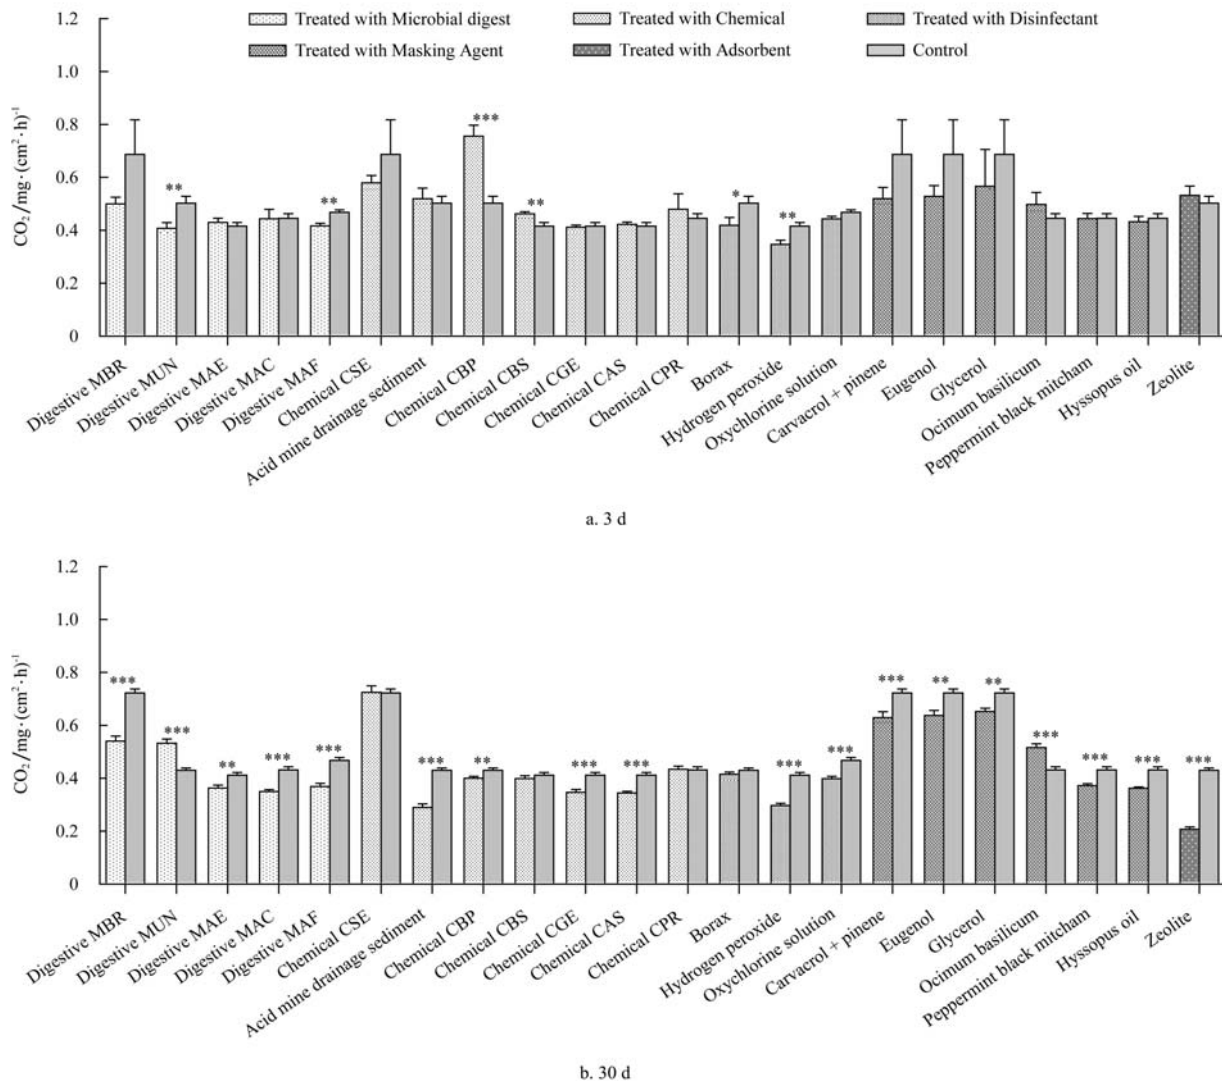 Treated with Microbial digest
Treated with Chemical
Treated with Disinfectant
Treated with Masking Agent
Treated with Adsorbent
Control
CO₂/mg·(cm²·h)⁻¹
1.2
1.0
0.8
0.6
0.4
0.2
0
** ** *** ** * **
Digestive MBR
Digestive MUN
Digestive MAE
Digestive MAC
Digestive MAF
Chemical CSE
Acid mine drainage sediment
Chemical CBP
Chemical CBS
Chemical CGE
Chemical CAS
Chemical CPR
Borax
Hydrogen peroxide
Oxychlorine solution
Carvacrol + pinene
Eugenol
Glycerol
Ocimum basilicum
Peppermint black mitcham
Hyssopus oil
Zeolite
a. 3 d
CO₂/mg·(cm²·h)⁻¹
1.2
1.0
0.8
0.6
0.4
0.2
0
*** *** ** *** *** *** ** *** *** *** *** *** ** ** *** *** *** ***
Digestive MBR
Digestive MUN
Digestive MAE
Digestive MAC
Digestive MAF
Chemical CSE
Acid mine drainage sediment
Chemical CBP
Chemical CBS
Chemical CGE
Chemical CAS
Chemical CPR
Borax
Hydrogen peroxide
Oxychlorine solution
Carvacrol + pinene
Eugenol
Glycerol
Ocimum basilicum
Peppermint black mitcham
Hyssopus oil
Zeolite
b. 30 d